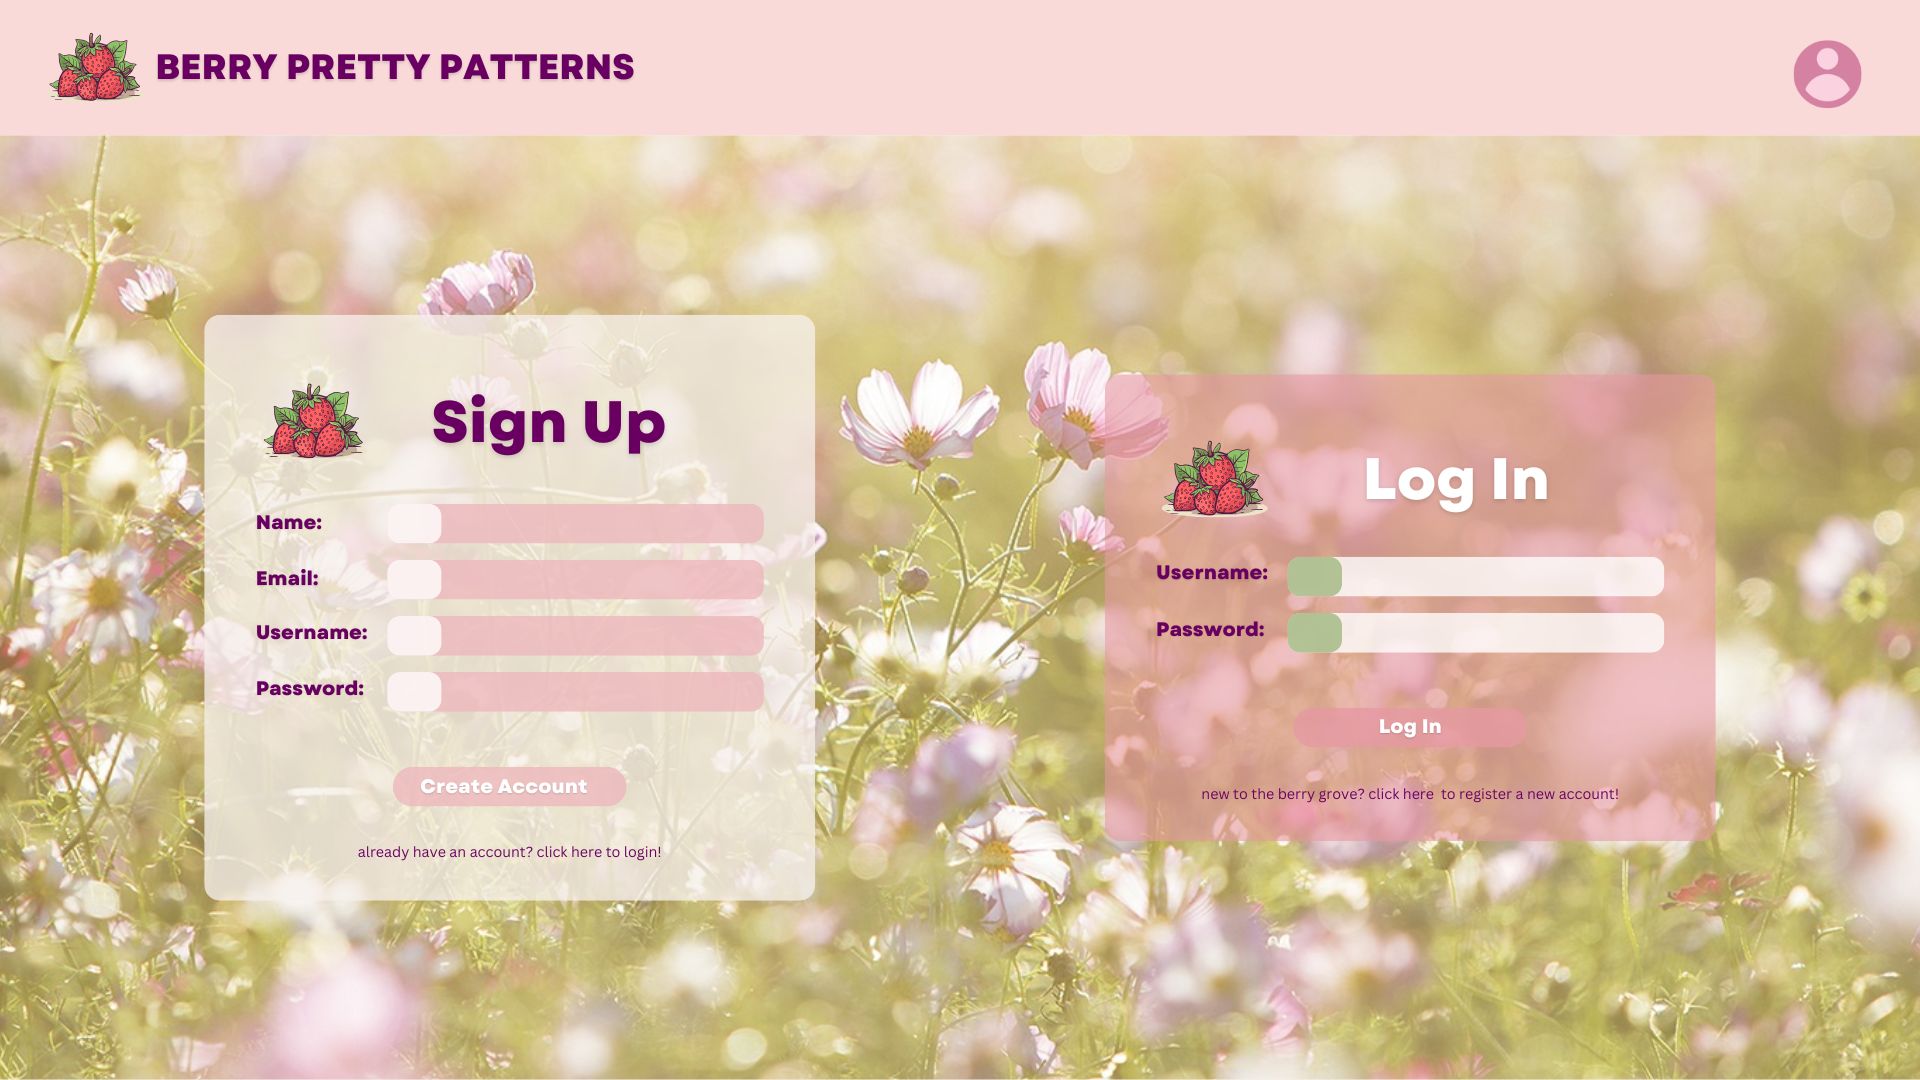 BERRY PRETTY PATTERNS
Sign Up
Name:
Email:
Username:
Password:
Create Account
already have an account? click here to login!
Log In
Username:
Password:
Log In
new to the berry grove? click here  to register a new account!